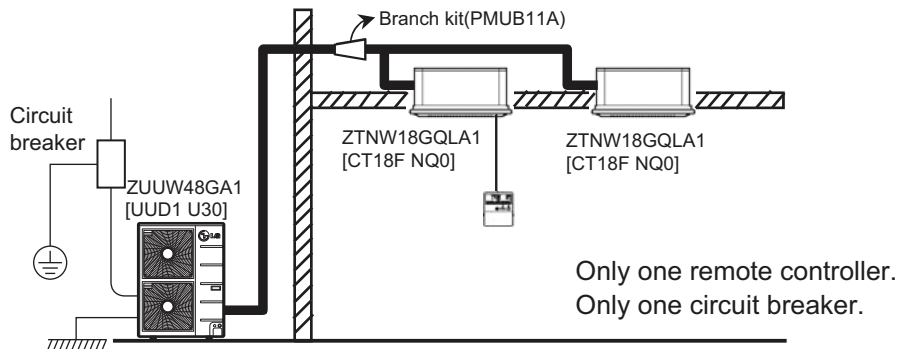 Branch kit(PMUB11A)
Circuit
breaker
ZUUW48GA1
[UUD1 U30]
ZTNW18GQLA1
[CT18F NQ0]
ZTNW18GQLA1
[CT18F NQ0]
LG
Only one remote controller.
Only one circuit breaker.